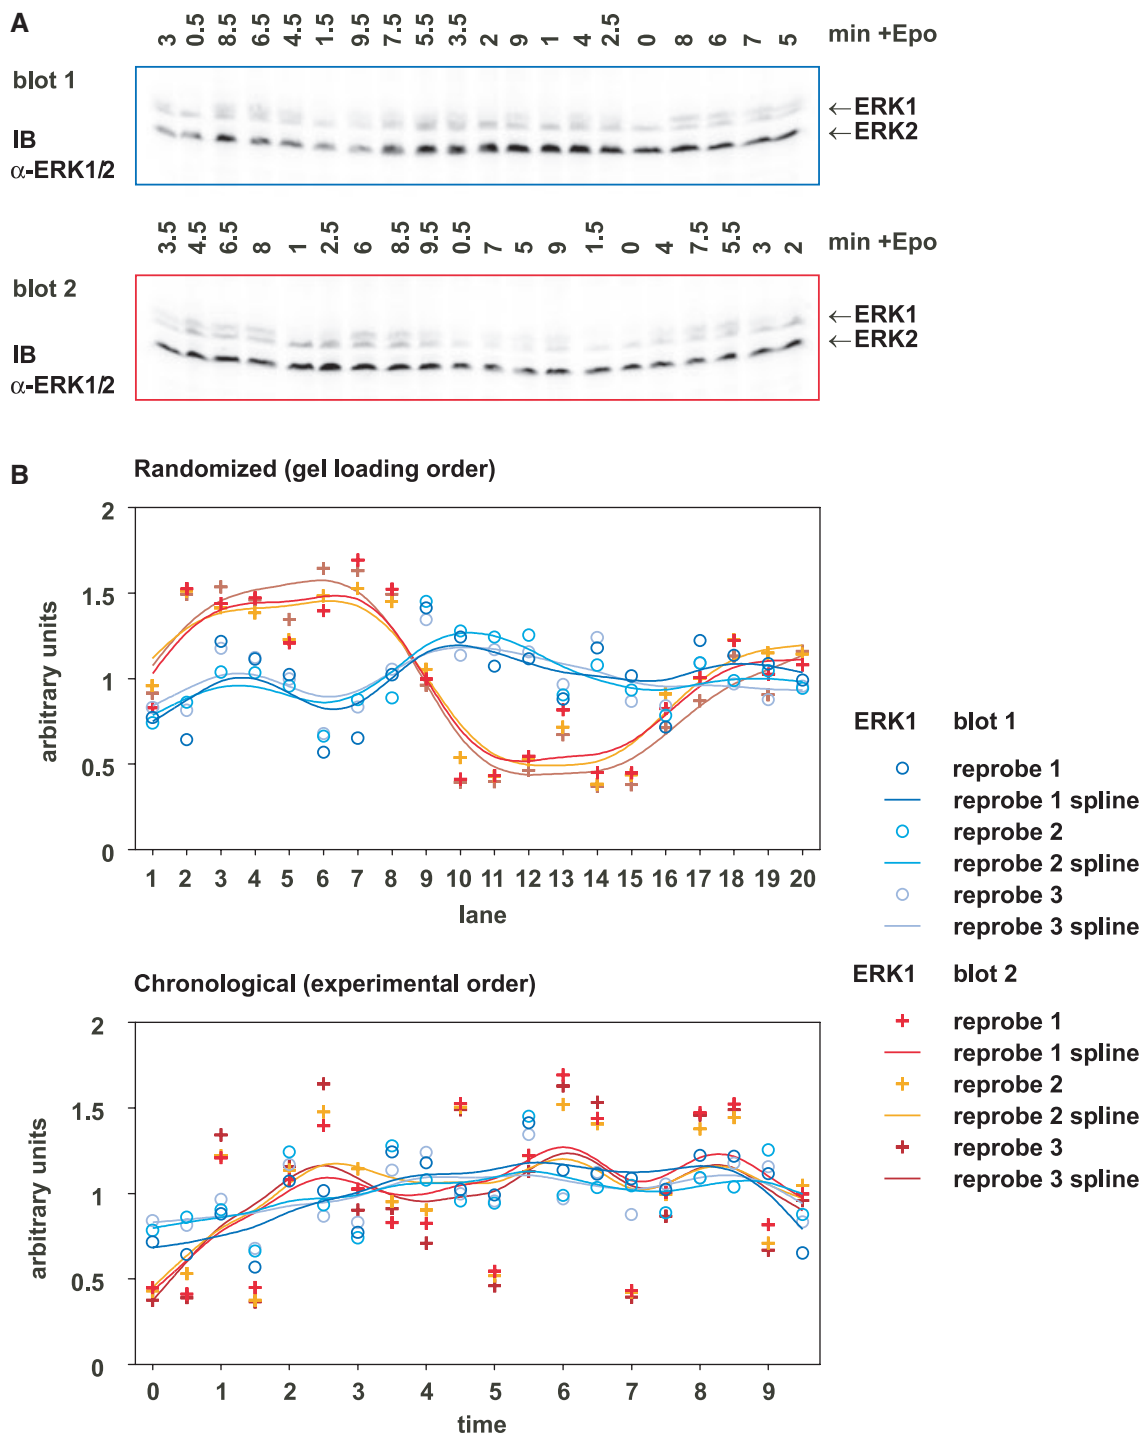 A
3 0.5 8.5 6.5 4.5 1.5 9.5 7.5 5.5 3.5 2 9 1 4 2.5 0 8 6 7 5 min +Epo
blot 1
IB
α-ERK1/2
←ERK1
←ERK2
3.5 4.5 6.5 8 1 2.5 6 8.5 9.5 0.5 7 5 9 1.5 0 4 7.5 5.5 3 2 min +Epo
blot 2
IB
α-ERK1/2
←ERK1
←ERK2
B
Randomized (gel loading order)
2
1.5
1
0.5
0
arbitrary units
1 2 3 4 5 6 7 8 9 10 11 12 13 14 15 16 17 18 19 20
lane
Chronological (experimental order)
2
1.5
1
0.5
0
arbitrary units
0 1 2 3 4 5 6 7 8 9
time
ERK1 blot 1
reprobe 1
reprobe 1 spline
reprobe 2
reprobe 2 spline
reprobe 3
reprobe 3 spline
ERK1 blot 2
reprobe 1
reprobe 1 spline
reprobe 2
reprobe 2 spline
reprobe 3
reprobe 3 spline